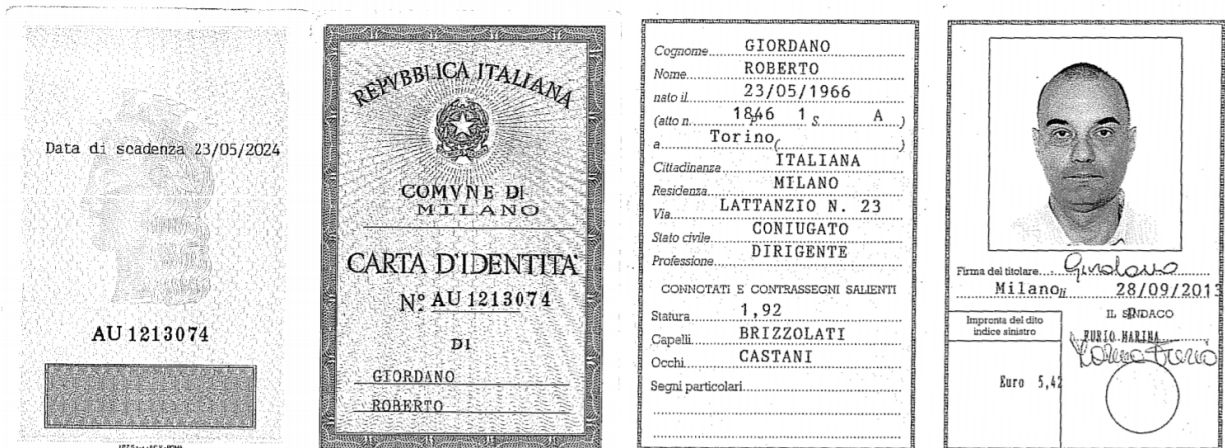 Data di scadenza 23/05/2024
AU 1213074
REPVBBLICA ITALIANA
COMVNE DI
MILANO
CARTA D'IDENTITA
Nº AU 1213074
DI
GIORDANO
ROBERTO
Cognome GIORDANO
Nome ROBERTO
nato il 23/05/1966
(atto n. 1846 1 S. A )
a Torino ( )
Cittadinanza ITALIANA
Residenza MILANO
Via LATTANZIO N. 23
Stato civile CONIUGATO
Professione DIRIGENTE
CONNOTATI E CONTRASSEGNI SALIENTI
Statura 1,92
Capelli BRIZZOLATI
Occhi CASTANI
Segni particolari
Firma del titolare Giordano
Milano li 28/09/2013
Impronta del dito
indice sinistro
Euro 5,42
IL SINDACO
FURIO MARINA